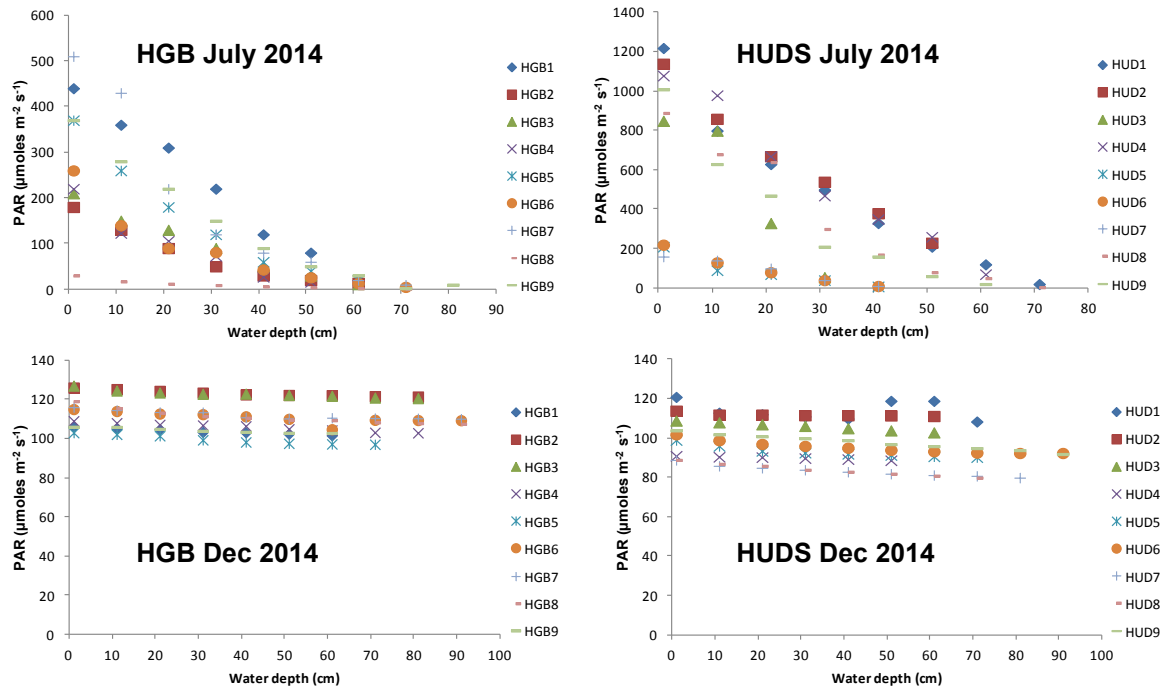 HGB July 2014
PAR (µmoles m⁻² s⁻¹)
600
500
400
300
200
100
0
0 10 20 30 40 50 60 70 80 90
Water depth (cm)
HGB1
HGB2
HGB3
HGB4
HGB5
HGB6
HGB7
HGB8
HGB9
HUDS July 2014
PAR (µmoles m⁻² s⁻¹)
1400
1200
1000
800
600
400
200
0
0 10 20 30 40 50 60 70 80
Water depth (cm)
HUD1
HUD2
HUD3
HUD4
HUD5
HUD6
HUD7
HUD8
HUD9
HGB Dec 2014
PAR (µmoles m⁻² s⁻¹)
140
120
100
80
60
40
20
0
0 10 20 30 40 50 60 70 80 90 100
Water depth (cm)
HGB1
HGB2
HGB3
HGB4
HGB5
HGB6
HGB7
HGB8
HGB9
HUDS Dec 2014
PAR (µmoles m⁻² s⁻¹)
140
120
100
80
60
40
20
0
0 10 20 30 40 50 60 70 80 90 100
Water depth (cm)
HUD1
HUD2
HUD3
HUD4
HUD5
HUD6
HUD7
HUD8
HUD9